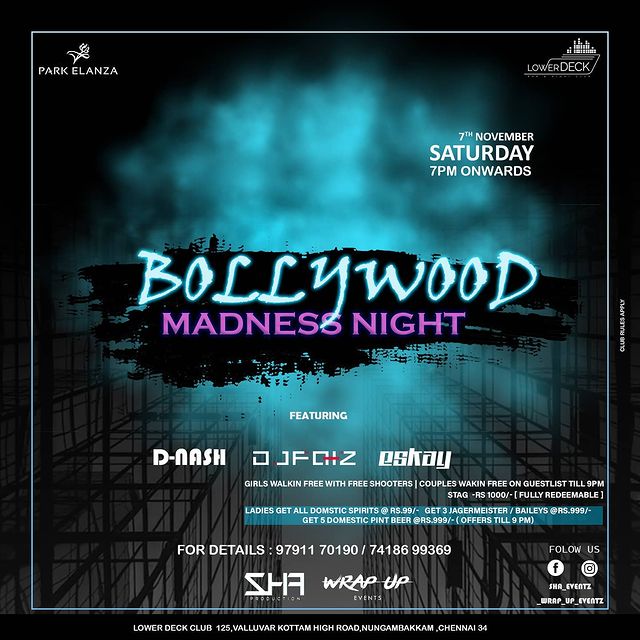 PARK ELANZA
LOWER DECK
7TH NOVEMBER
SATURDAY
7PM ONWARDS
BOLLYWOOD
MADNESS NIGHT
CLUB RULES APPLY
FEATURING
D-NASH DJ FAIZ eskay
GIRLS WALKIN FREE WITH FREE SHOOTERS | COUPLES WAKIN FREE ON GUESTLIST TILL 9PM
STAG -RS 1000/- [ FULLY REDEEMABLE ]
LADIES GET ALL DOMSTIC SPIRITS @ RS.99/- GET 3 JAGERMEISTER / BAILEYS @RS.999/-
GET 5 DOMESTIC PINT BEER @RS.999/- ( OFFERS TILL 9 PM)
FOR DETAILS : 97911 70190 / 74186 99369
FOLOW US
SHA WRAP UP
PRODUCTION EVENTS
SHA_EVENTZ
_WRAP_UP_EVENTZ
LOWER DECK CLUB 125,VALLUVAR KOTTAM HIGH ROAD,NUNGAMBAKKAM ,CHENNAI 34